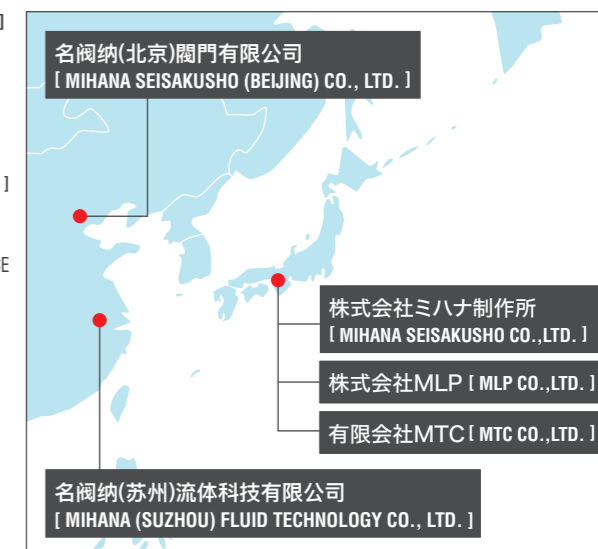 ]
名阀纳(北京)閥門有限公司
[ MIHANA SEISAKUSHO (BEIJING) CO., LTD. ]
]
E
株式会社ミハナ制作所
[ MIHANA SEISAKUSHO CO.,LTD. ]
株式会社MLP [ MLP CO.,LTD. ]
有限会社MTC [ MTC CO.,LTD. ]
名阀纳(苏州)流体科技有限公司
[ MIHANA (SUZHOU) FLUID TECHNOLOGY CO., LTD. ]